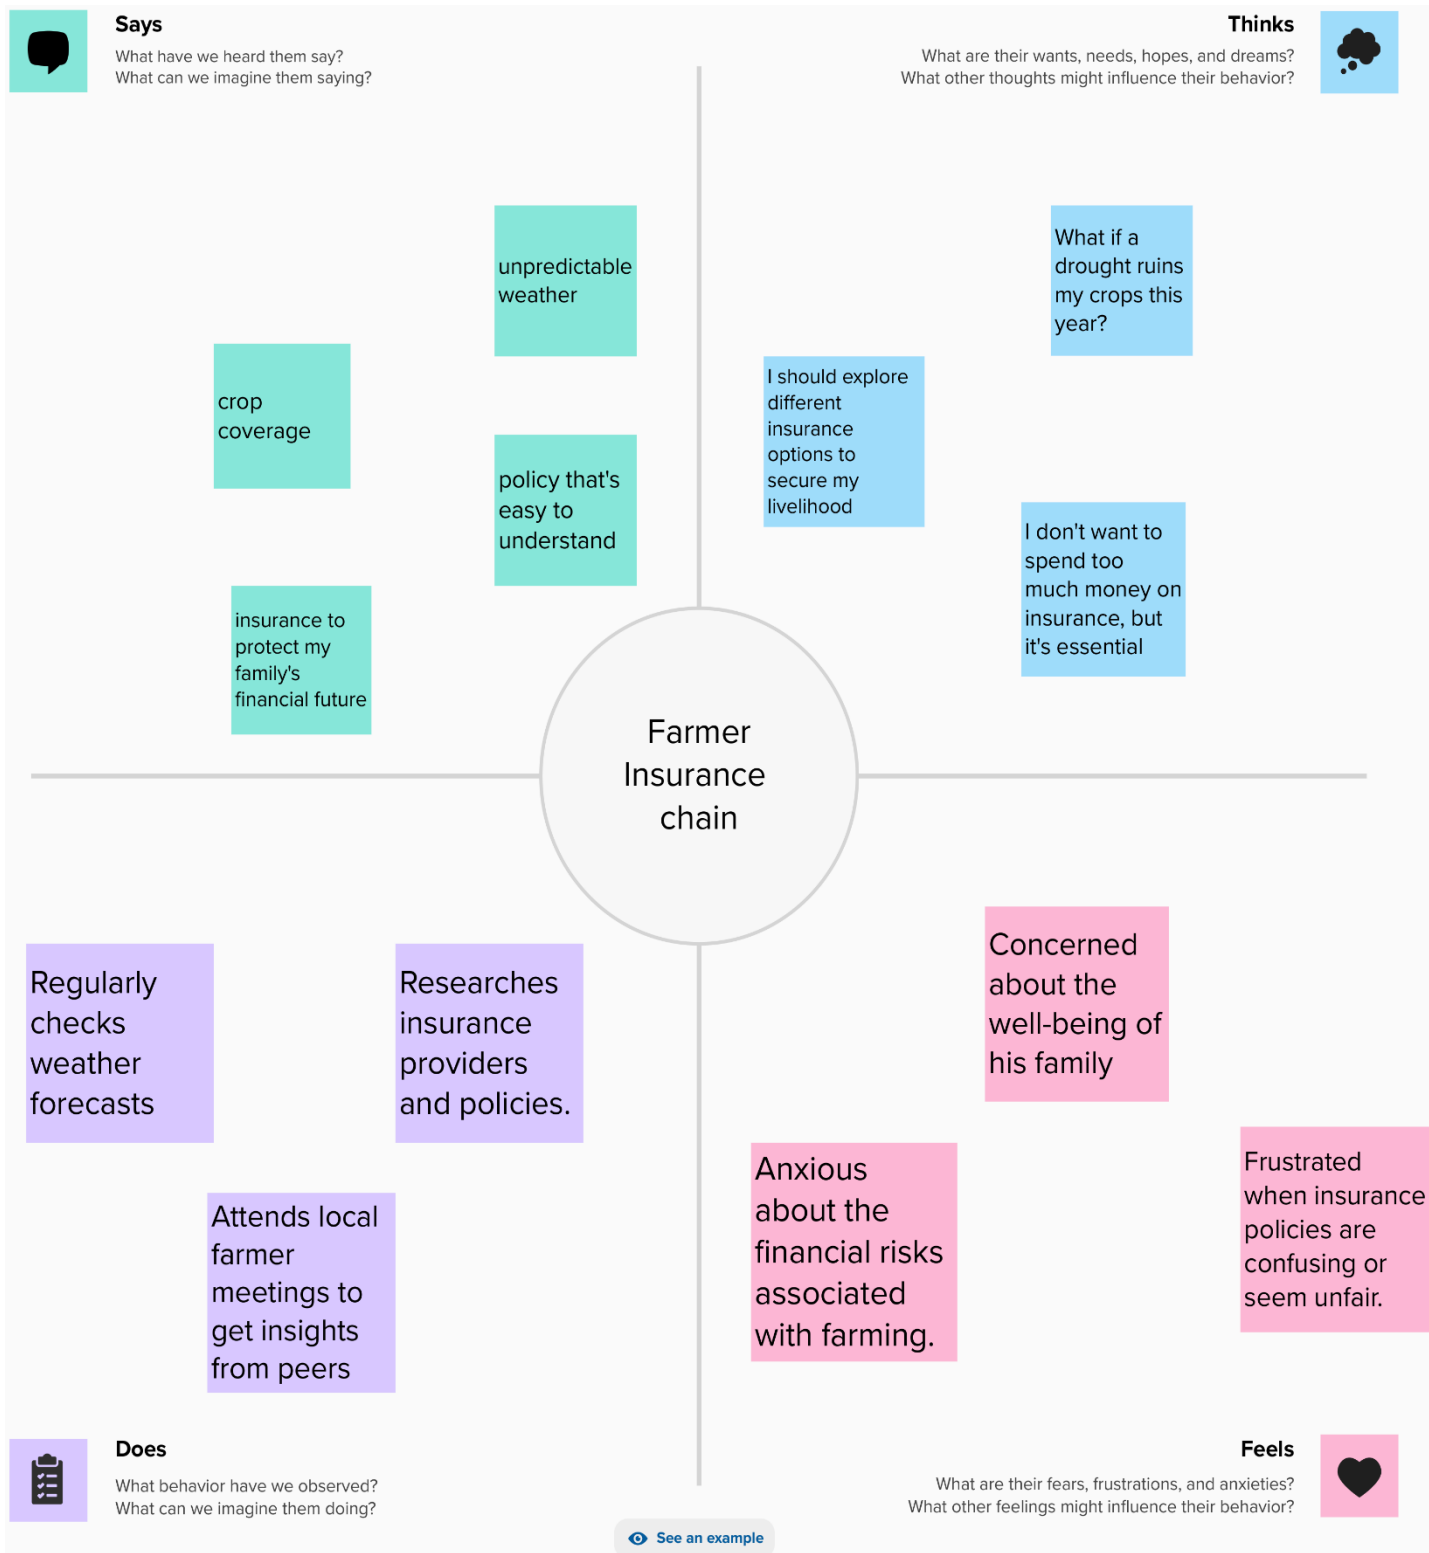 Says
What have we heard them say?
What can we imagine them saying?
Thinks
What are their wants, needs, hopes, and dreams?
What other thoughts might influence their behavior?
unpredictable
weather
crop
coverage
policy that's
easy to
understand
insurance to
protect my
family's
financial future
What if a
drought ruins
my crops this
year?
I should explore
different
insurance
options to
secure my
livelihood
I don't want to
spend too
much money on
insurance, but
it's essential
Farmer
Insurance
chain
Regularly
checks
weather
forecasts
Researches
insurance
providers
and policies.
Attends local
farmer
meetings to
get insights
from peers
Concerned
about the
well-being of
his family
Anxious
about the
financial risks
associated
with farming.
Frustrated
when insurance
policies are
confusing or
seem unfair.
Does
What behavior have we observed?
What can we imagine them doing?
Feels
What are their fears, frustrations, and anxieties?
What other feelings might influence their behavior?
See an example